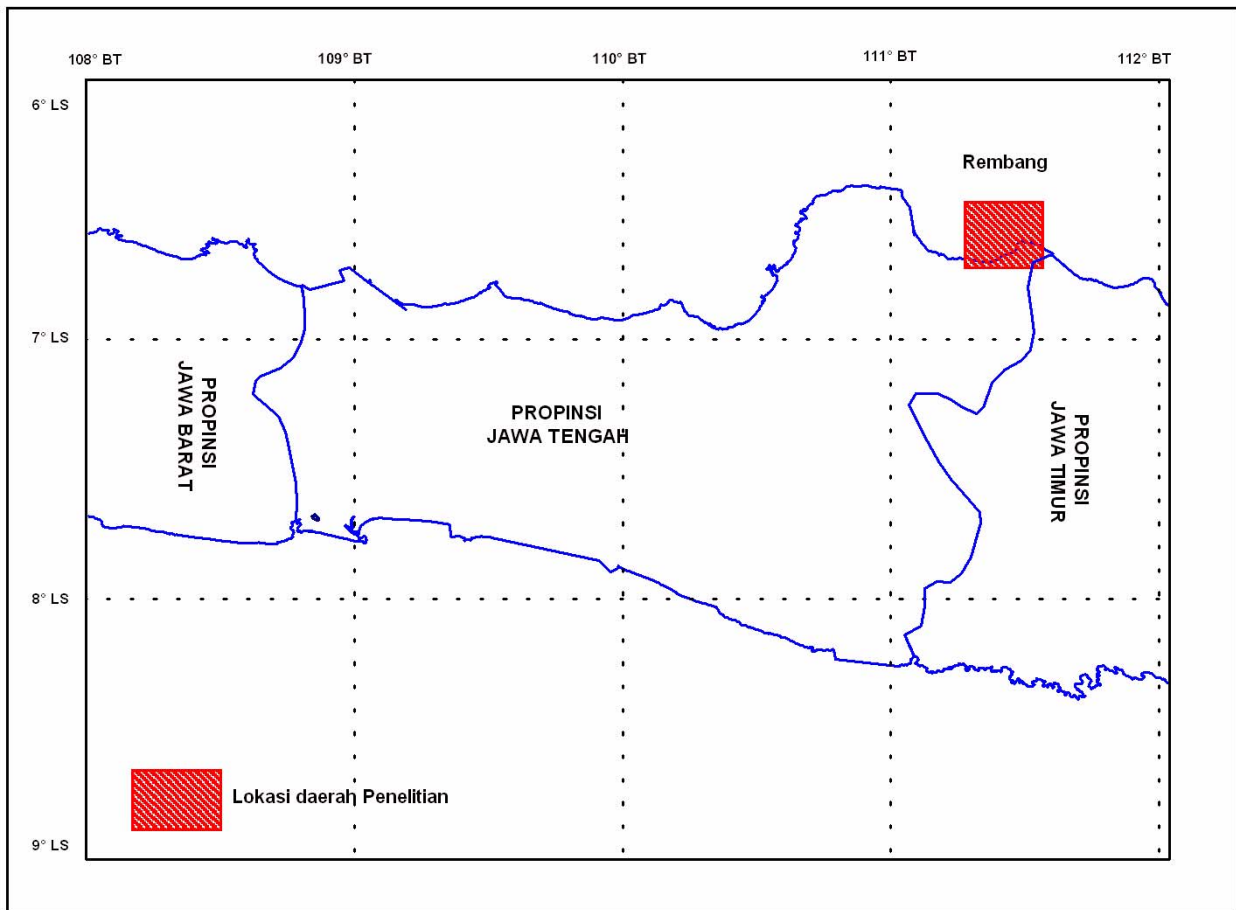 108° BT
109° BT
110° BT
111° BT
112° BT
6° LS
Rembang
7° LS
PROPINSI
JAWA BARAT
PROPINSI
JAWA TENGAH
PROPINSI
JAWA TIMUR
8° LS
Lokasi daerah Penelitian
9° LS